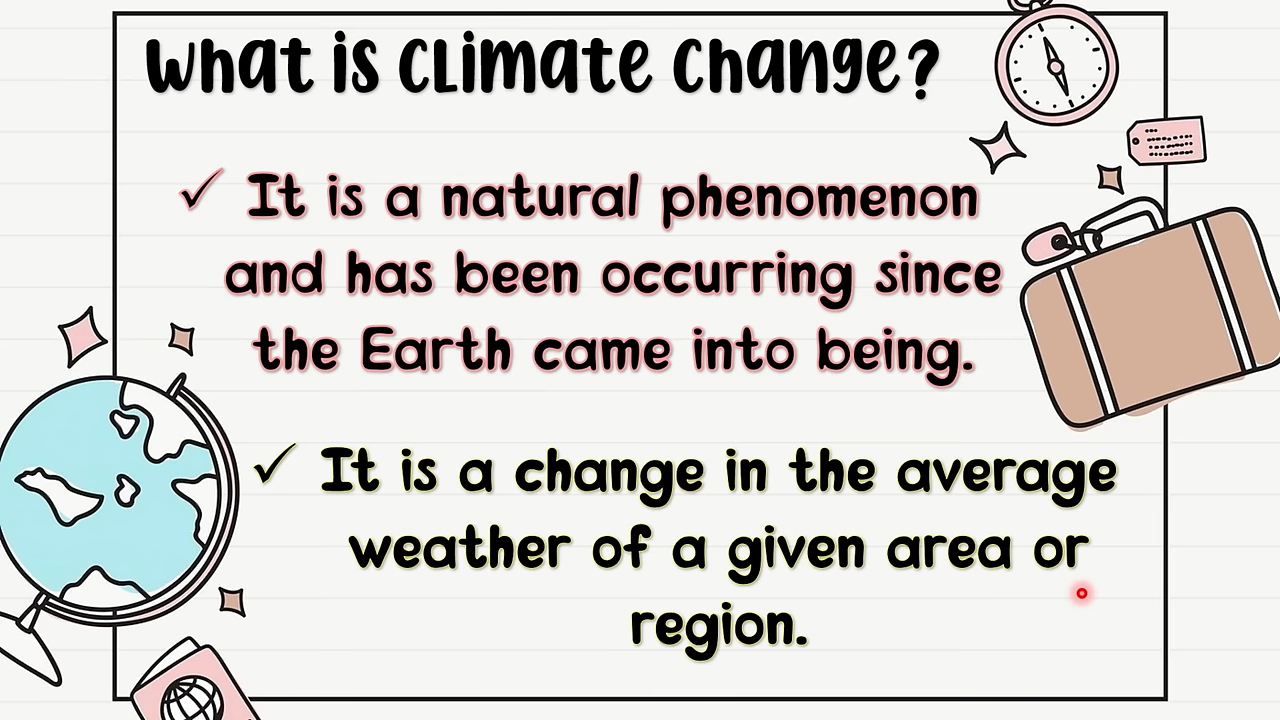 What is Climate Change?
✓ It is a natural phenomenon
and has been occurring since
the Earth came into being.
✓ It is a change in the average
weather of a given area or
region.